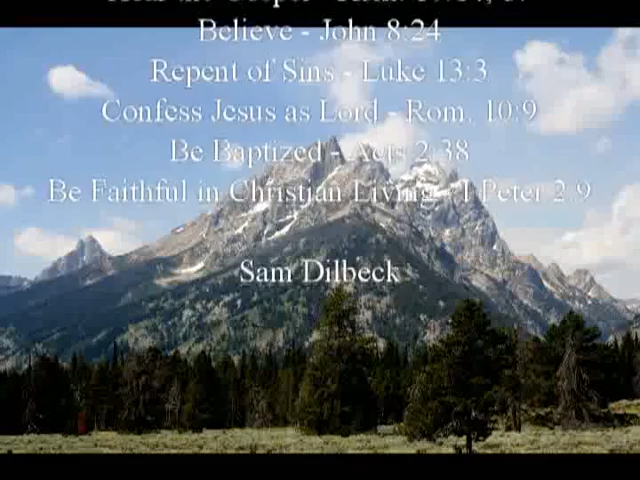 Believe - John 8:24
Repent of Sins - Luke 13:3
Confess Jesus as Lord - Rom. 10:9
Be Baptized - Acts 2:38
Be Faithful in Christian Living - I Peter 2:9
Sam Dilbeck